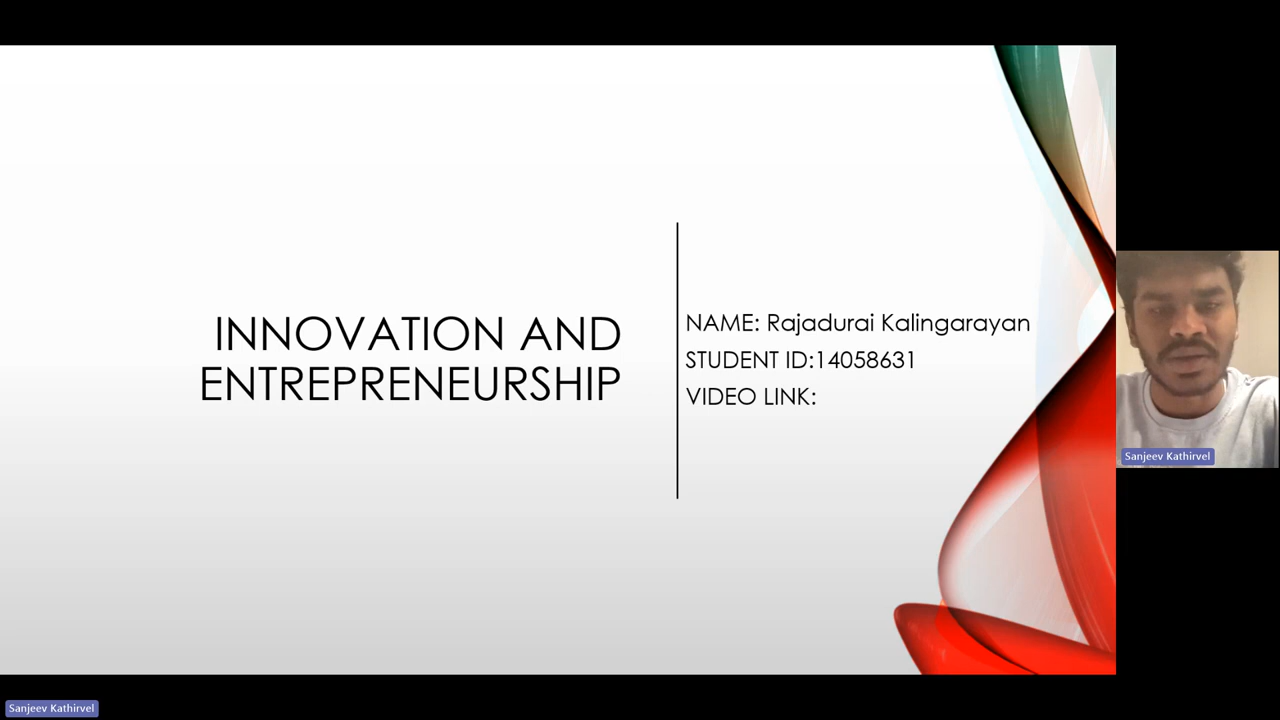 INNOVATION AND
ENTREPRENEURSHIP
NAME: Rajadurai Kalingarayan
STUDENT ID:14058631
VIDEO LINK:
Sanjeev Kathirvel
Sanjeev Kathirvel